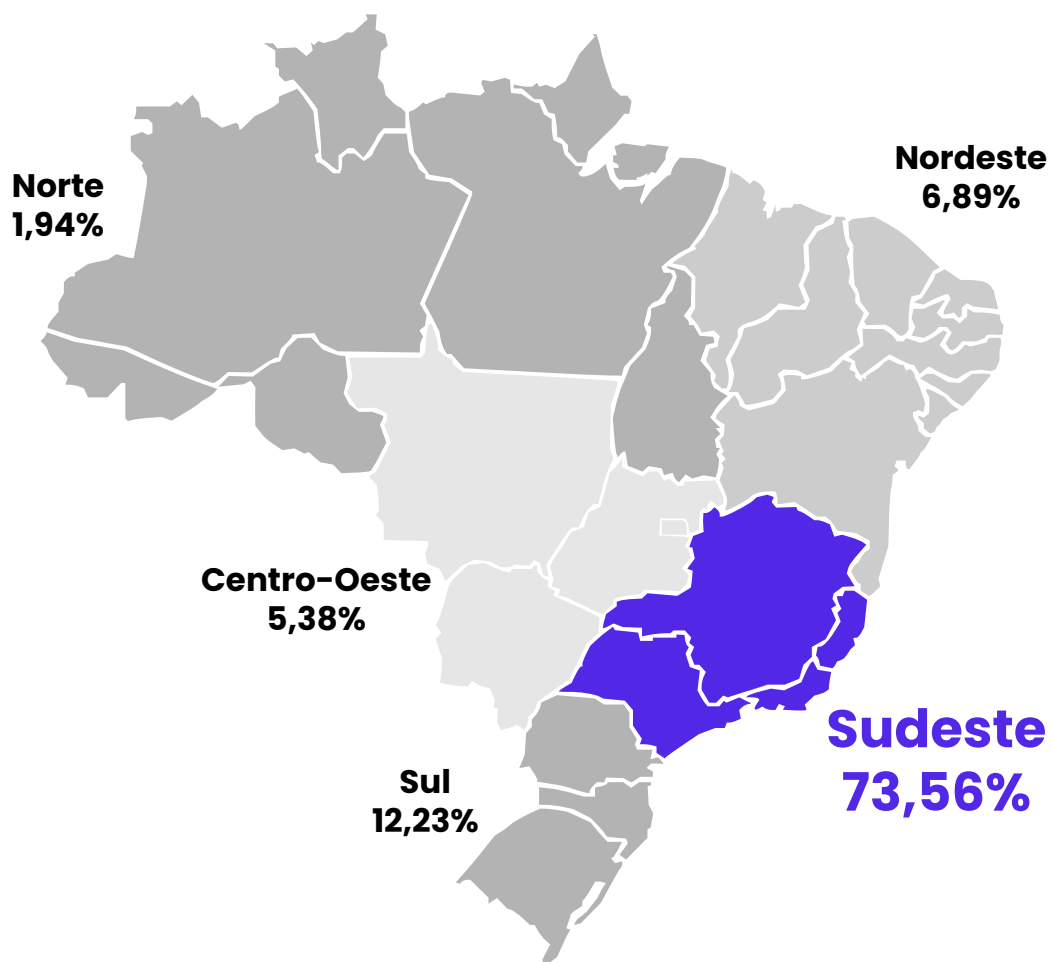 Norte
1,94%
Nordeste
6,89%
Centro-Oeste
5,38%
Sudeste
73,56%
Sul
12,23%